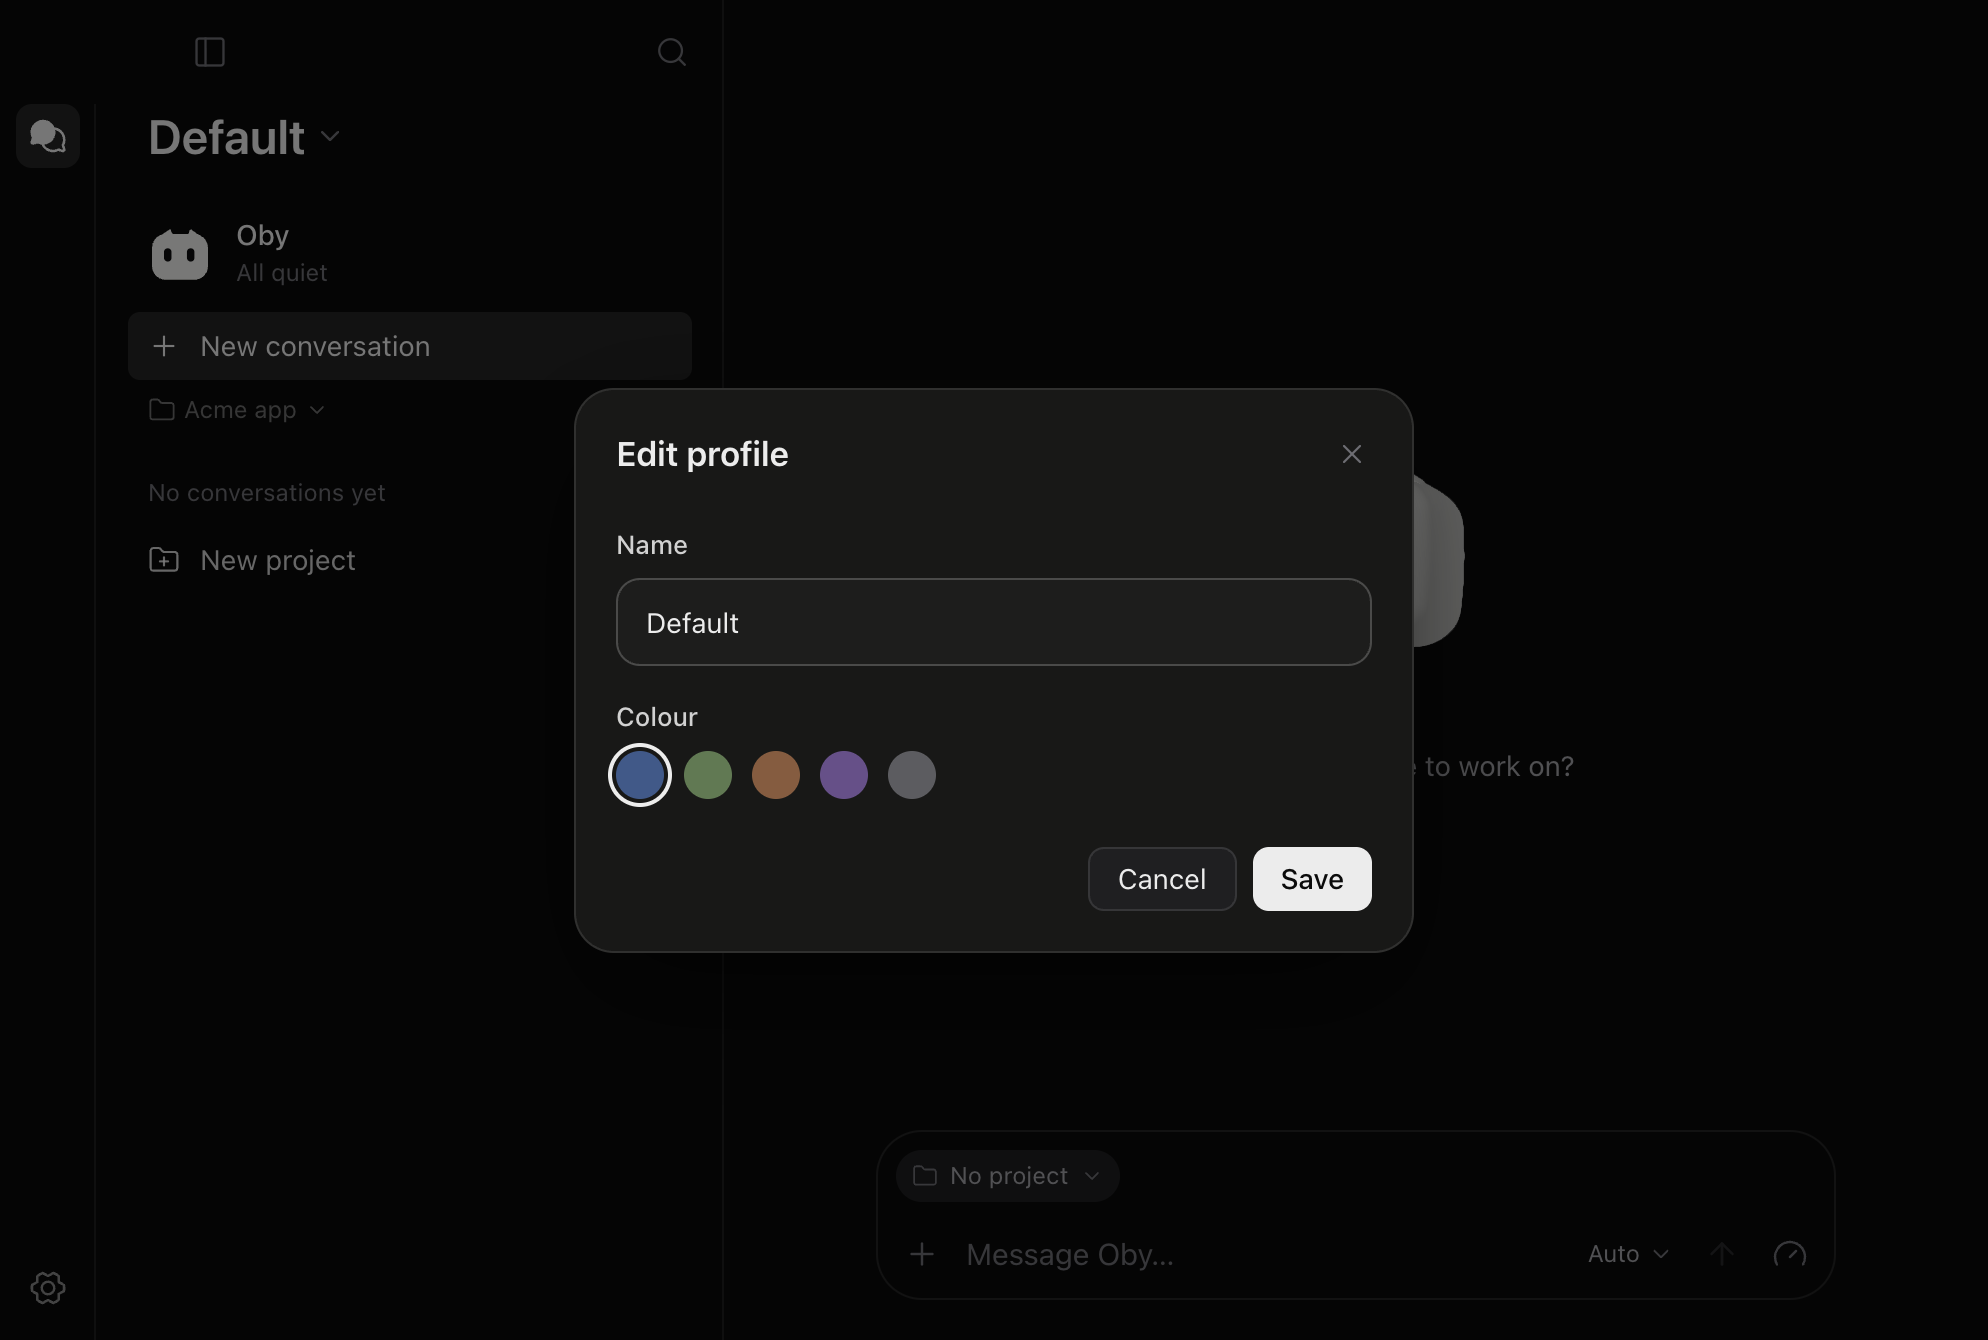 Default
Oby
All quiet
New conversation
Acme app
No conversations yet
New project
Edit profile
Name
Default
Colour
Cancel
Save
to work on?
No project
Message Oby...
Auto